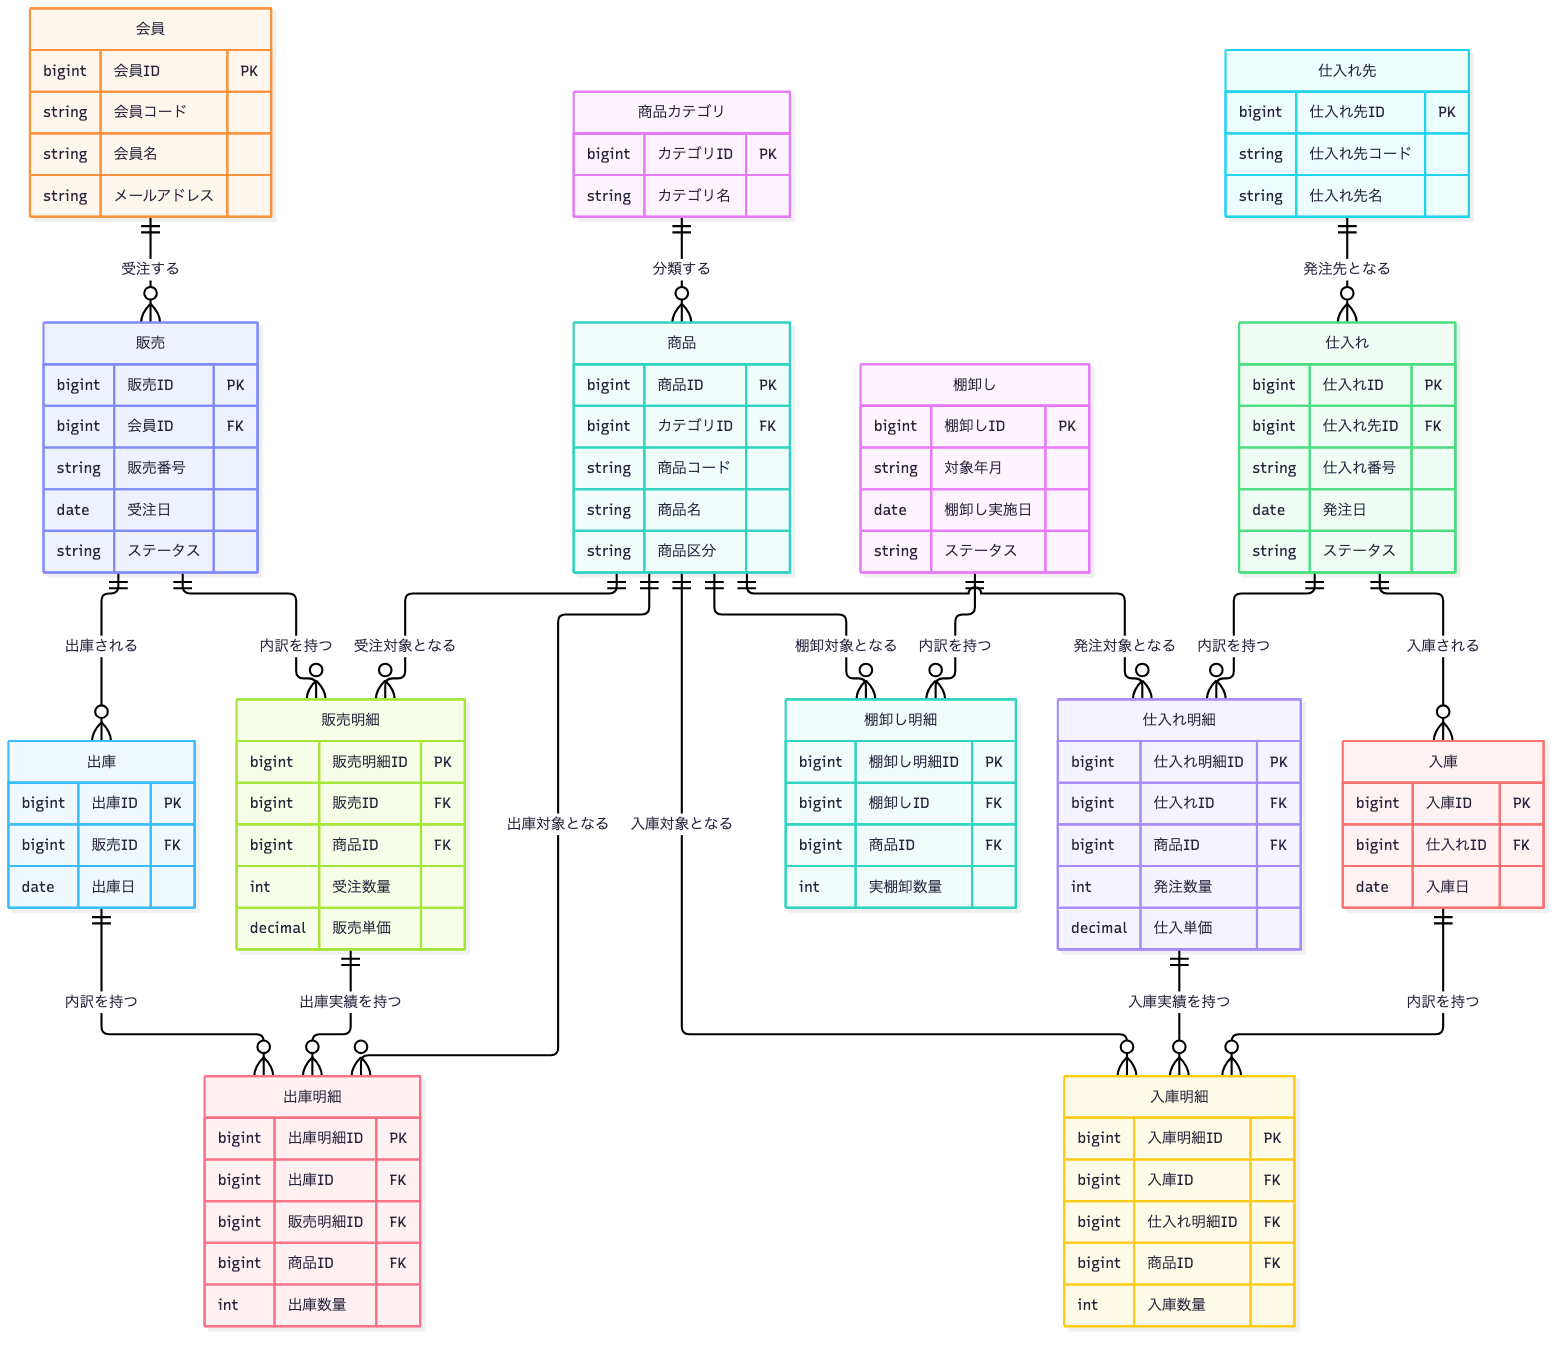 会員
bigint 会員ID PK
string 会員コード
string 会員名
string メールアドレス
商品カテゴリ
bigint カテゴリID PK
string カテゴリ名
仕入れ先
bigint 仕入れ先ID PK
string 仕入れ先コード
string 仕入れ先名
受注する
分類する
発注先となる
販売
bigint 販売ID PK
bigint 会員ID FK
string 販売番号
date 受注日
string ステータス
商品
bigint 商品ID PK
bigint カテゴリID FK
string 商品コード
string 商品名
string 商品区分
棚卸し
bigint 棚卸しID PK
string 対象年月
date 棚卸し実施日
string ステータス
仕入れ
bigint 仕入れID PK
bigint 仕入れ先ID FK
string 仕入れ番号
date 発注日
string ステータス
出庫される
内訳を持つ
受注対象となる
棚卸対象となる
内訳を持つ
発注対象となる
内訳を持つ
入庫される
出庫
bigint 出庫ID PK
bigint 販売ID FK
date 出庫日
販売明細
bigint 販売明細ID PK
bigint 販売ID FK
bigint 商品ID FK
int 受注数量
decimal 販売単価
出庫対象となる
入庫対象となる
棚卸し明細
bigint 棚卸し明細ID PK
bigint 棚卸しID FK
bigint 商品ID FK
int 実棚卸数量
仕入れ明細
bigint 仕入れ明細ID PK
bigint 仕入れID FK
bigint 商品ID FK
int 発注数量
decimal 仕入単価
入庫
bigint 入庫ID PK
bigint 仕入れID FK
date 入庫日
内訳を持つ
出庫実績を持つ
入庫実績を持つ
内訳を持つ
出庫明細
bigint 出庫明細ID PK
bigint 出庫ID FK
bigint 販売明細ID FK
bigint 商品ID FK
int 出庫数量
入庫明細
bigint 入庫明細ID PK
bigint 入庫ID FK
bigint 仕入れ明細ID FK
bigint 商品ID FK
int 入庫数量